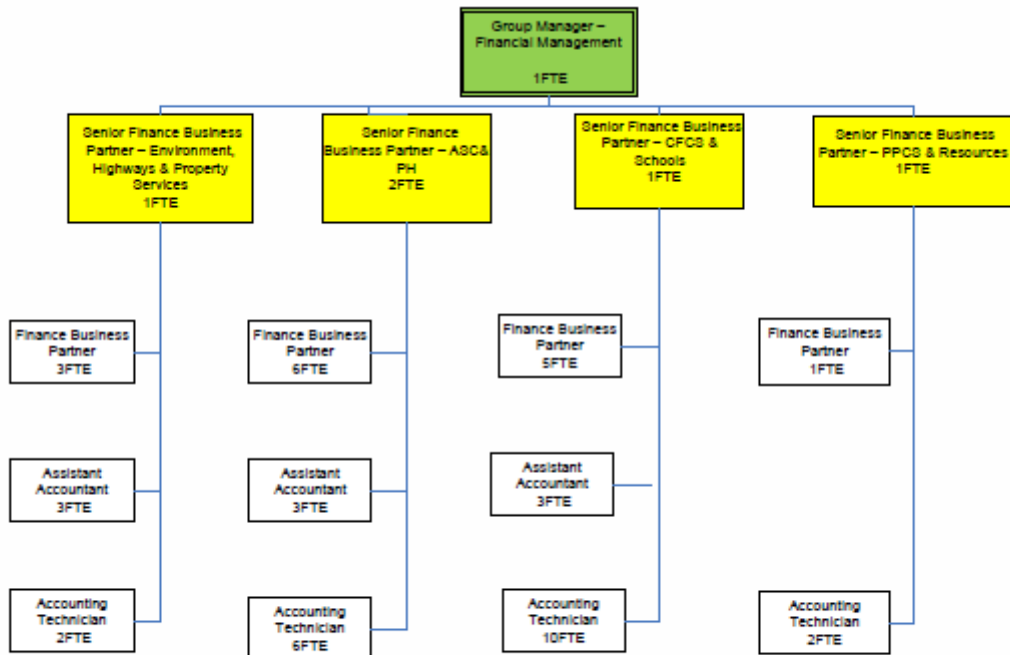 Group Manager –
Financial Management
1FTE
Senior Finance Business
Partner – Environment,
Highways & Property
Services
1FTE
Senior Finance
Business Partner – ASC&
PH
2FTE
Senior Finance Business
Partner – CFCS &
Schools
1FTE
Senior Finance Business
Partner – PPCS & Resources
1FTE
Finance Business
Partner
3FTE
Finance Business
Partner
6FTE
Finance Business
Partner
5FTE
Finance Business
Partner
1FTE
Assistant
Accountant
3FTE
Assistant
Accountant
3FTE
Assistant
Accountant
3FTE
Accounting
Technician
2FTE
Accounting
Technician
6FTE
Accounting
Technician
10FTE
Accounting
Technician
2FTE